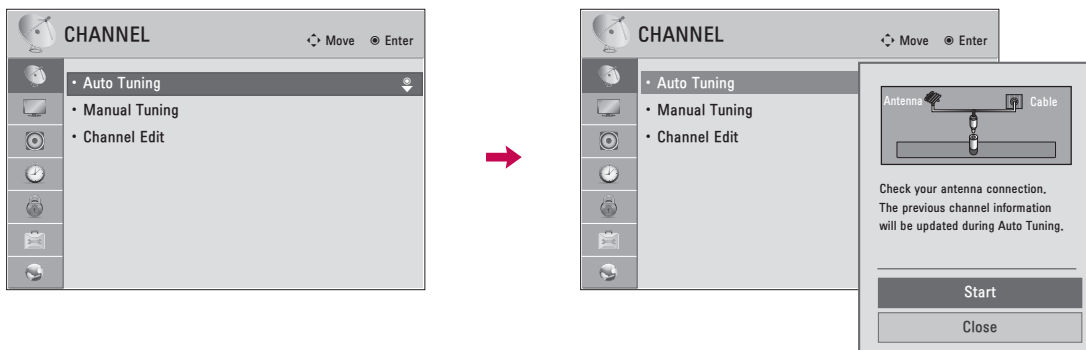 CHANNEL
Move Enter
• Auto Tuning
• Manual Tuning
• Channel Edit
CHANNEL
Move Enter
• Auto Tuning
• Manual Tuning
• Channel Edit
Antenna Cable
Check your antenna connection.
The previous channel information
will be updated during Auto Tuning.
Start
Close